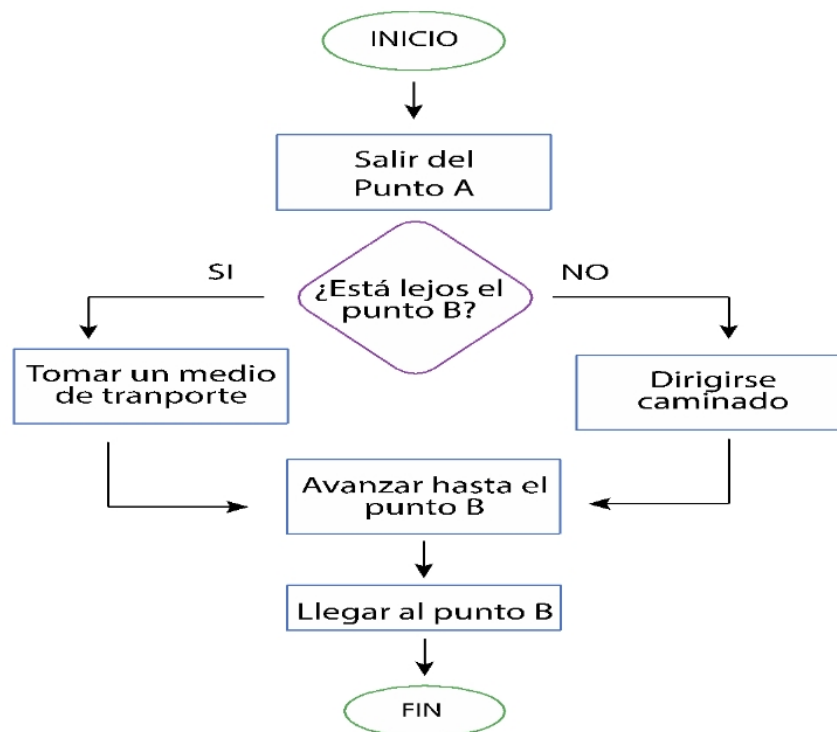 INICIO
Salir del
Punto A
SI
¿Está lejos el
punto B?
NO
Tomar un medio
de tranporte
Dirigirse
caminado
Avanzar hasta el
punto B
Llegar al punto B
FIN